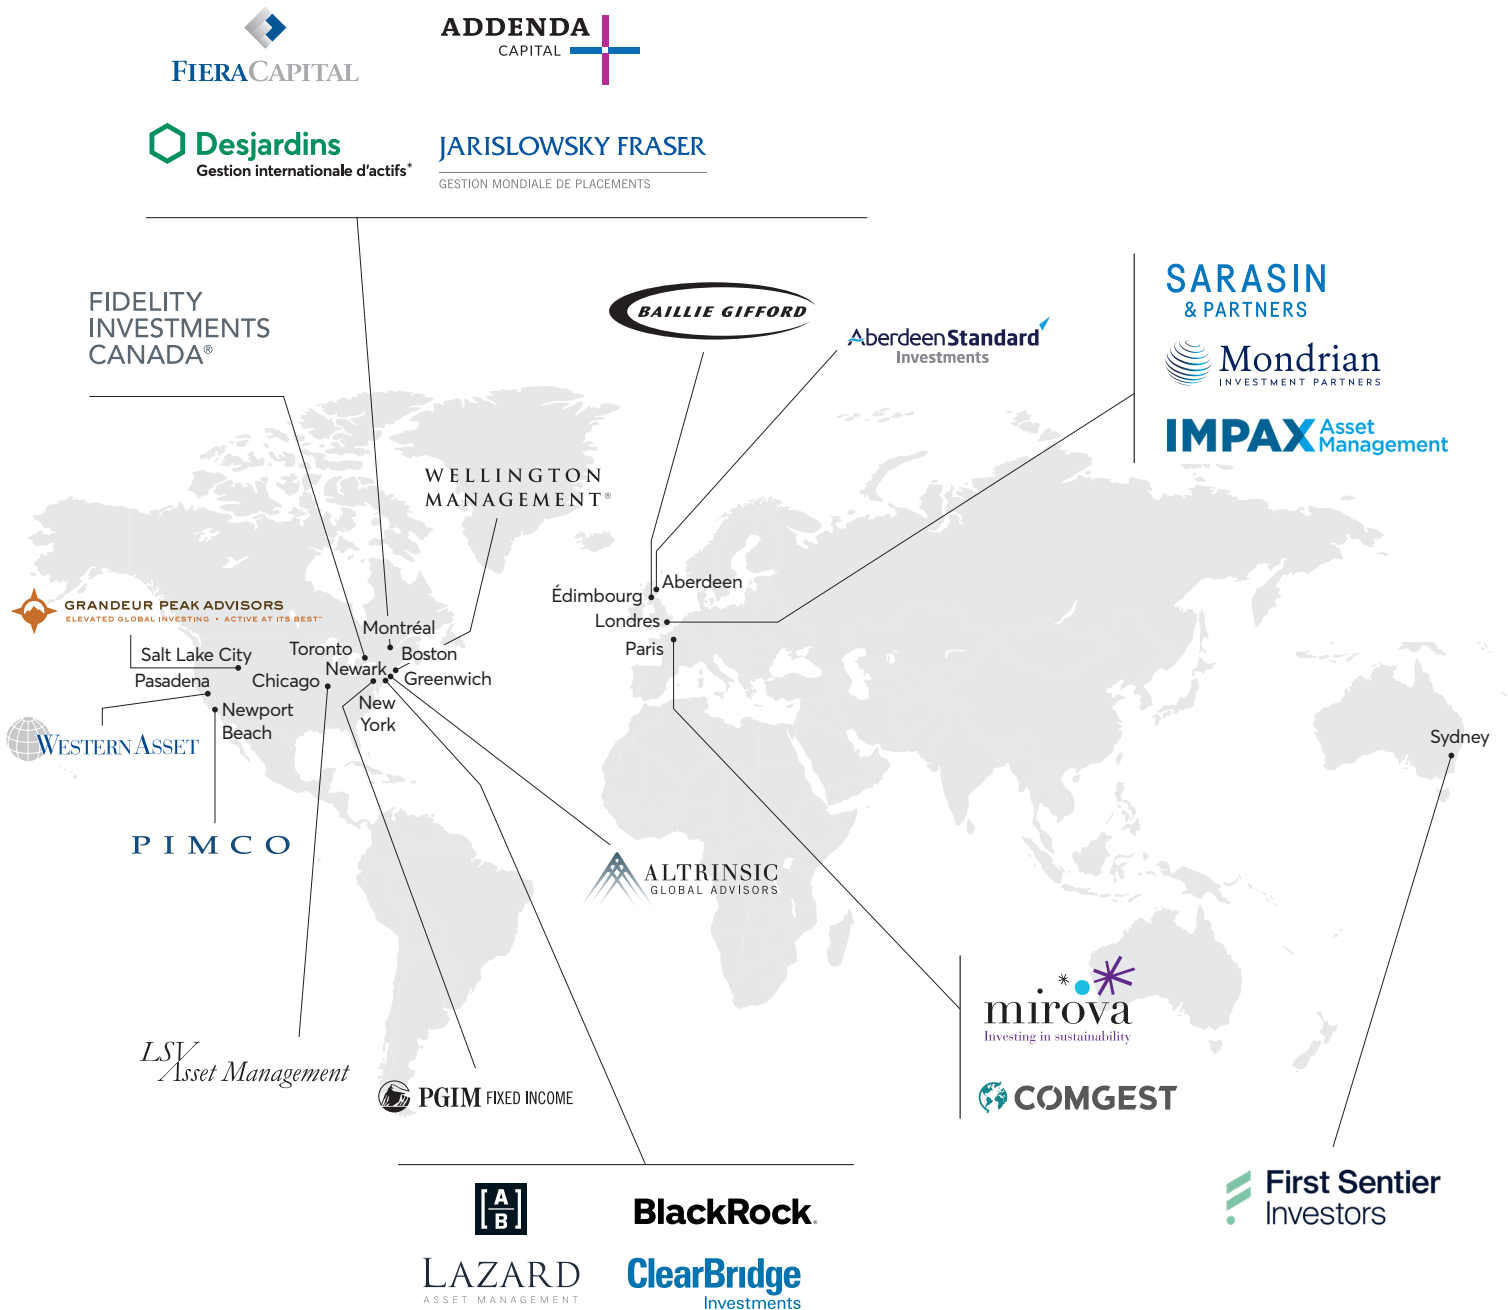 FIERACAPITAL
ADDENDA
CAPITAL
Desjardins
Gestion internationale d'actifs*
JARISLOWSKY FRASER
GESTION MONDIALE DE PLACEMENTS
FIDELITY
INVESTMENTS
CANADA®
BAILLIE GIFFORD
AberdeenStandard
Investments
SARASIN
& PARTNERS
Mondrian
INVESTMENT PARTNERS
IMPAX Asset
Management
WELLINGTON
MANAGEMENT®
GRANDEUR PEAK ADVISORS
ELEVATED GLOBAL INVESTING • ACTIVE AT ITS BEST™
Aberdeen
Édimbourg
Londres
Paris
Montréal
Toronto
Boston
Newark
Greenwich
Salt Lake City
Pasadena
Chicago
New
York
Newport
Beach
WESTERN ASSET
PIMCO
Sydney
ALTRINSIC
GLOBAL ADVISORS
mirova
Investing in sustainability
COMGEST
LSV
Asset Management
PGIM FIXED INCOME
First Sentier
Investors
[A
B]
BlackRock®
LAZARD
ASSET MANAGEMENT
ClearBridge
Investments